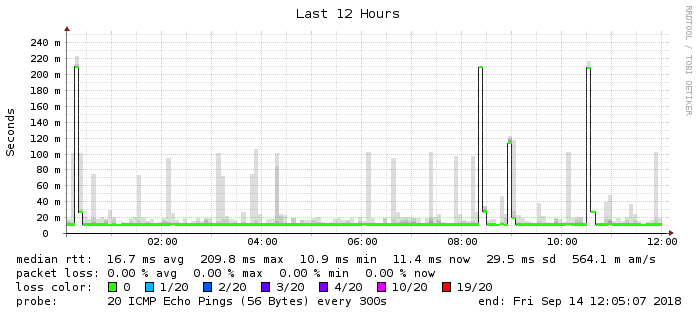 Last 12 Hours
RRDTOOL / TOBI OETIKER
Seconds
240 m
220 m
200 m
180 m
160 m
140 m
120 m
100 m
80 m
60 m
40 m
20 m
0
02:00 04:00 06:00 08:00 10:00 12:00
median rtt: 16.7 ms avg 209.8 ms max 10.9 ms min 11.4 ms now 29.5 ms sd 564.1 m am/s
packet loss: 0.00 % avg 0.00 % max 0.00 % min 0.00 % now
loss color: 0 1/20 2/20 3/20 4/20 10/20 19/20
probe: 20 ICMP Echo Pings (56 Bytes) every 300s end: Fri Sep 14 12:05:07 2018